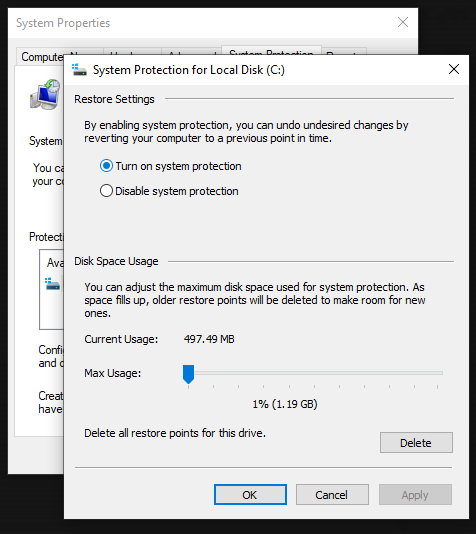 System Properties
System Protection for Local Disk (C:)
Restore Settings
By enabling system protection, you can undo undesired changes by
reverting your computer to a previous point in time.
Turn on system protection
Disable system protection
Disk Space Usage
You can adjust the maximum disk space used for system protection. As
space fills up, older restore points will be deleted to make room for new
ones.
Current Usage: 497.49 MB
Max Usage:
1% (1.19 GB)
Delete all restore points for this drive.
Delete
OK Cancel Apply
System
You ca
your co
Protecti
Ava
Config
and d
Creat
have